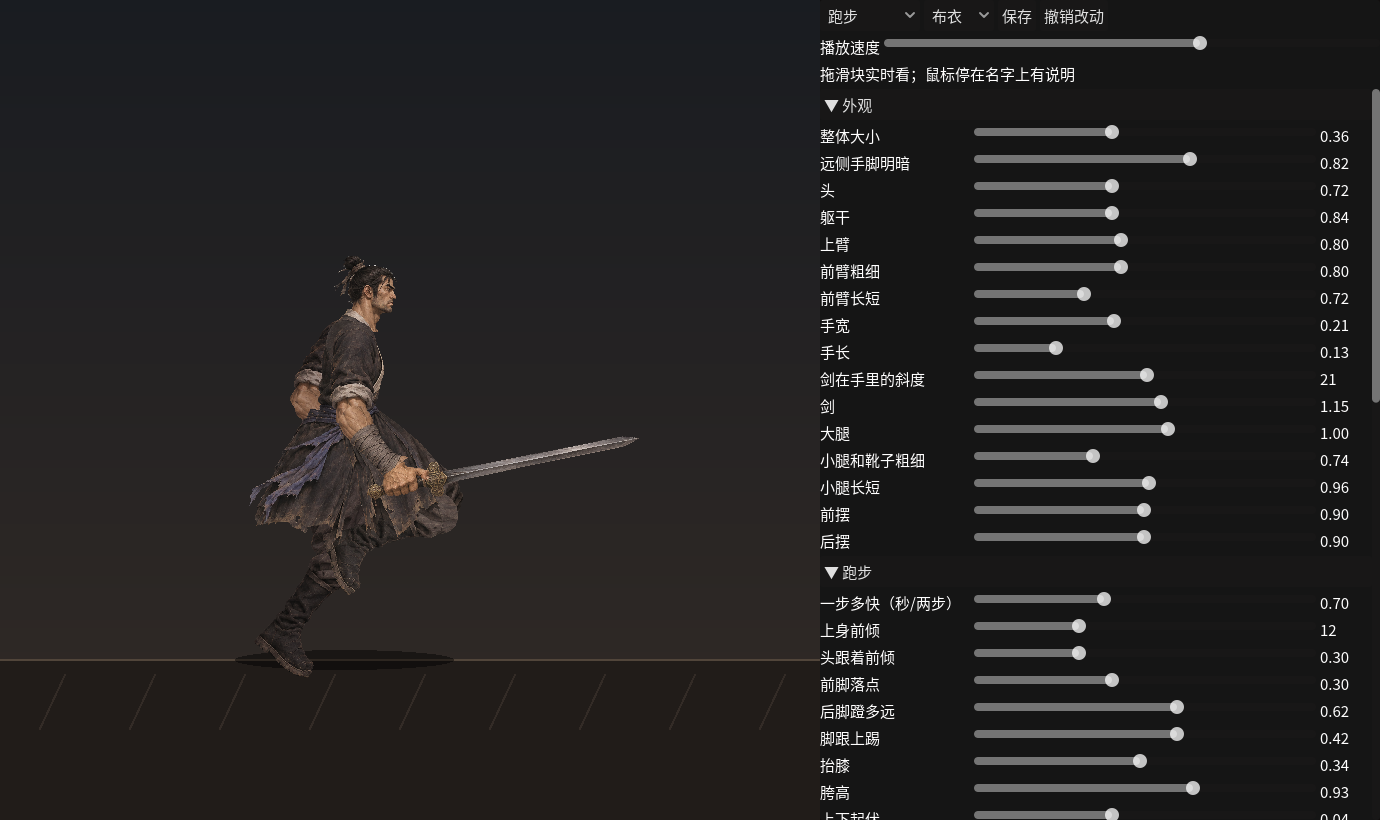 跑步 布衣 保存 撤销改动
播放速度
拖滑块实时看；鼠标停在名字上有说明
▼ 外观
整体大小 0.36
远侧手脚明暗 0.82
头 0.72
躯干 0.84
上臂 0.80
前臂粗细 0.80
前臂长短 0.72
手宽 0.21
手长 0.13
剑在手里的斜度 21
剑 1.15
大腿 1.00
小腿和靴子粗细 0.74
小腿长短 0.96
前摆 0.90
后摆 0.90
▼ 跑步
一步多快（秒/两步） 0.70
上身前倾 12
头跟着前倾 0.30
前脚落点 0.30
后脚蹬多远 0.62
脚跟上踢 0.42
抬膝 0.34
胯高 0.93
上下起伏 0.04